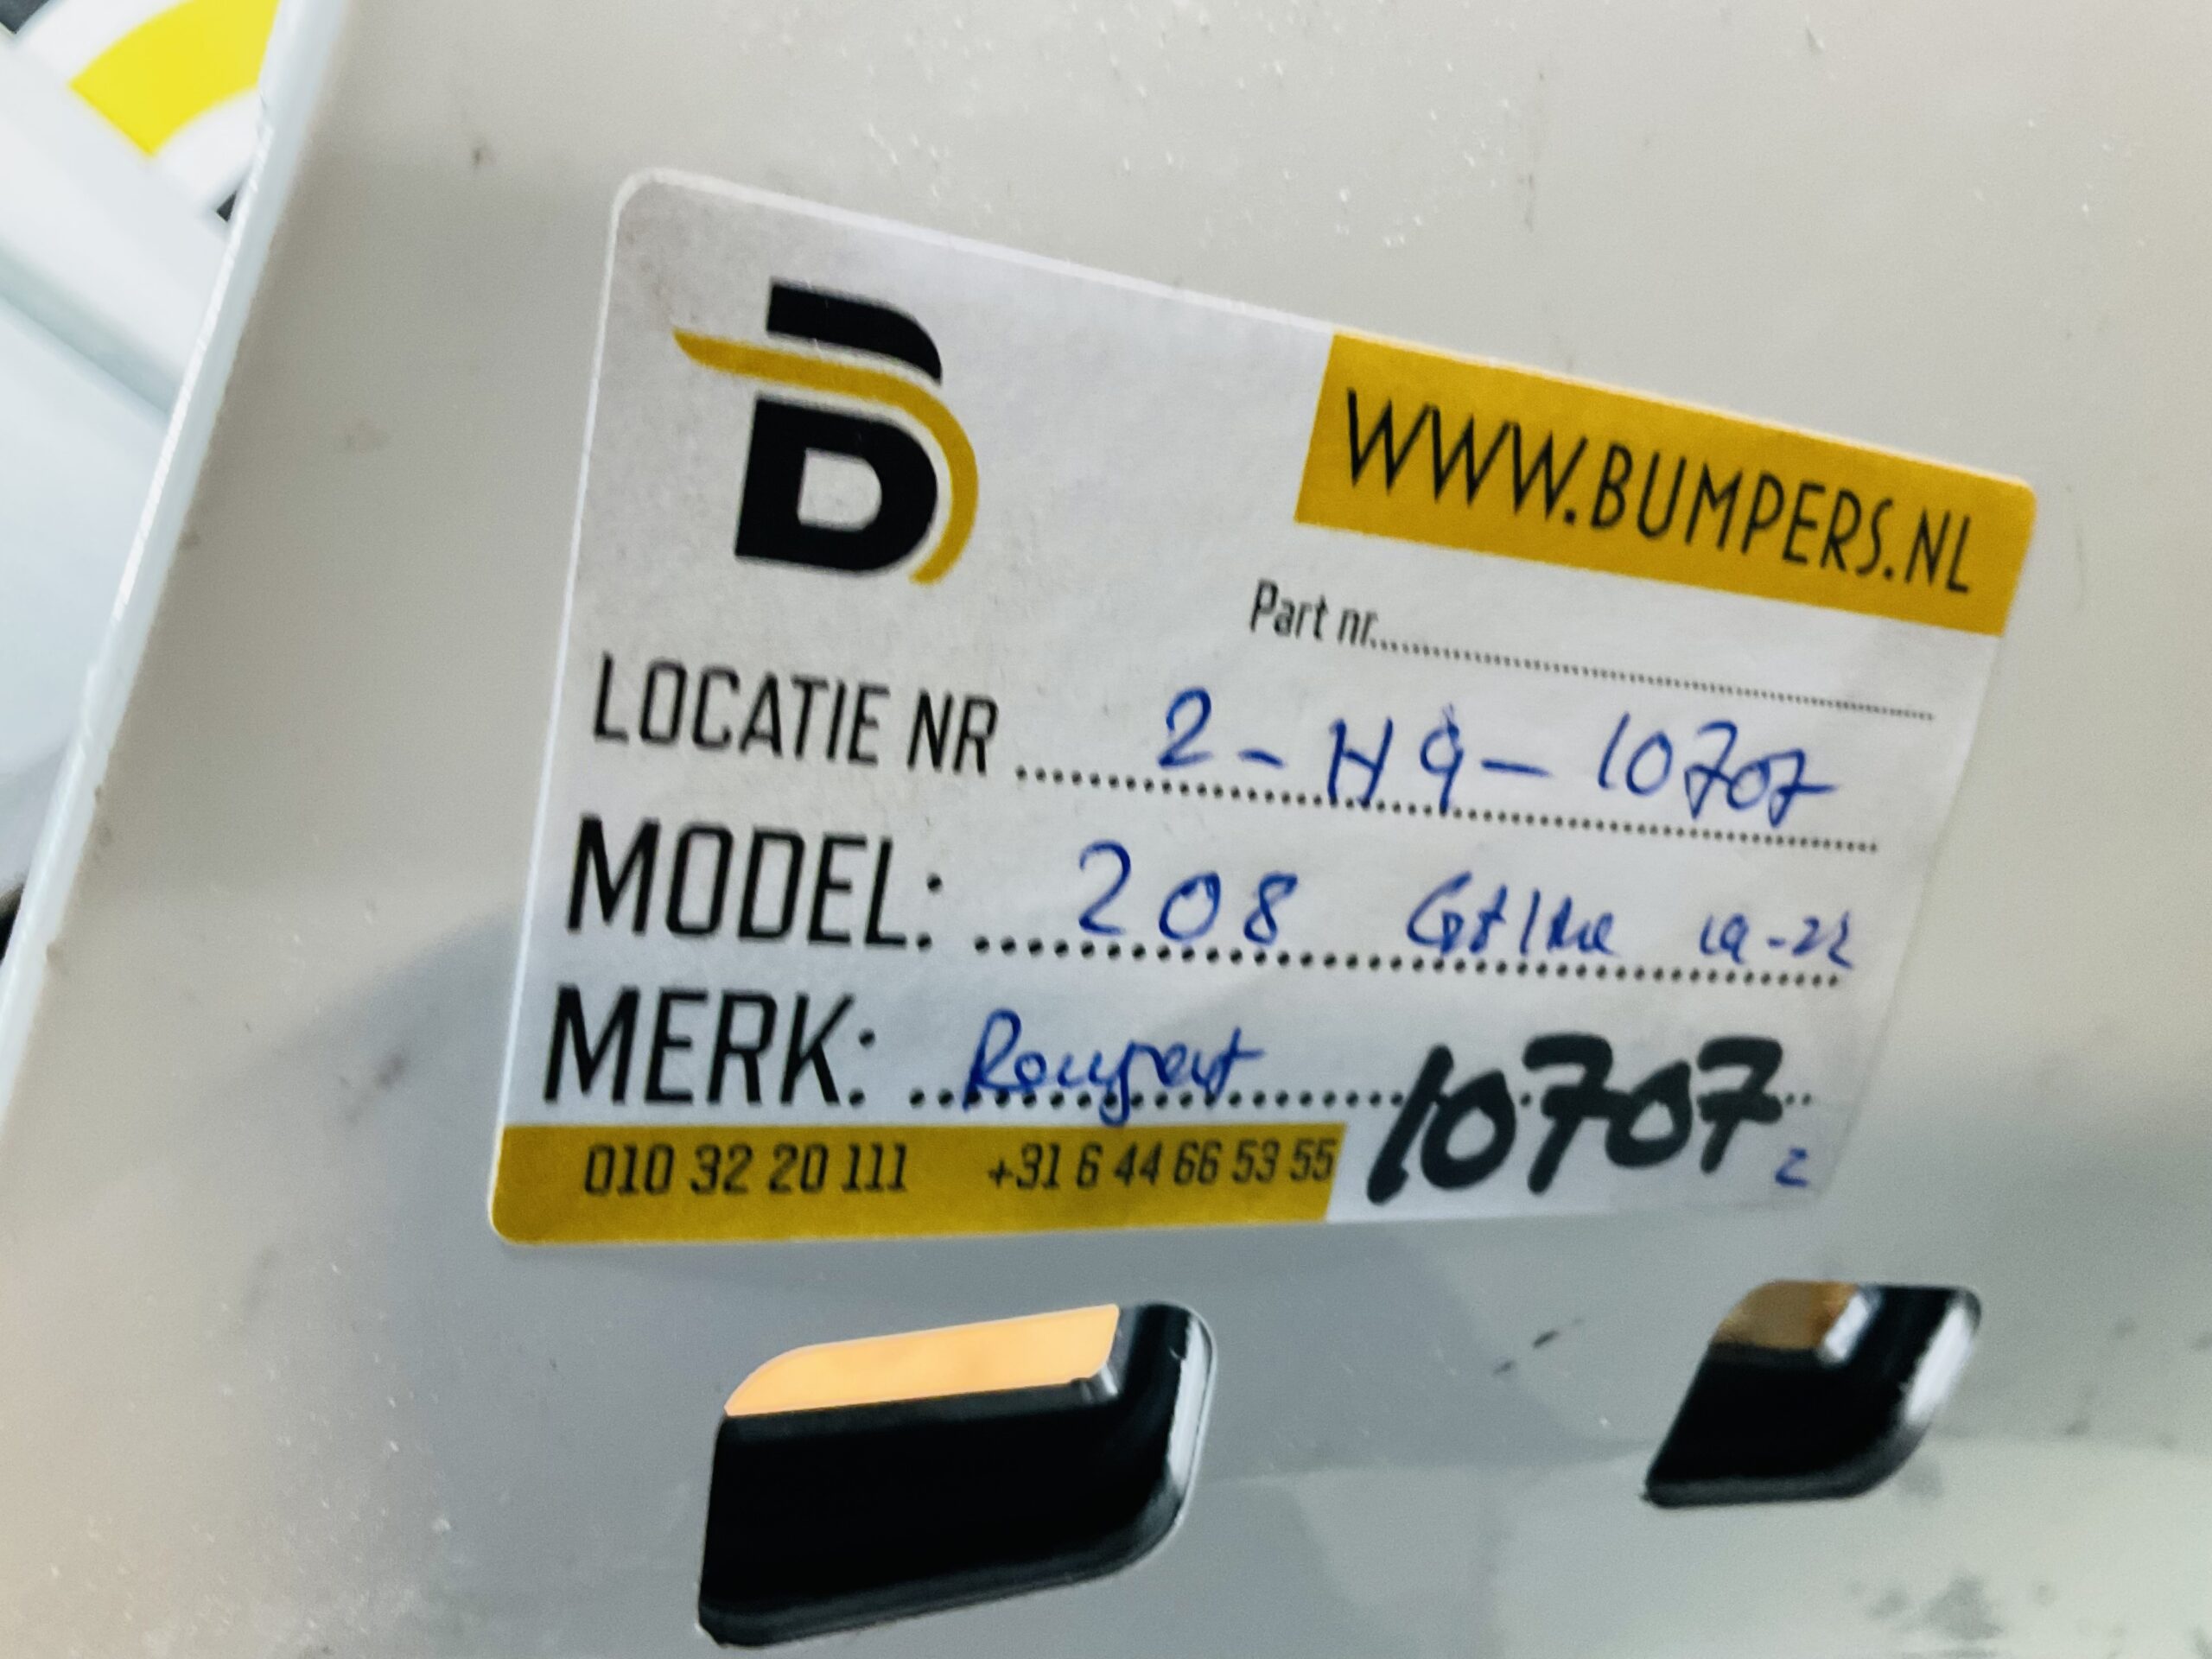 WWW.BUMPERS.NL
Part nr.
LOCATIE NR 2-H9-10707
MODEL: 208 Gtline 19-22
MERK: Peugeot
010 32 20 111 +31 6 44 66 53 55 10707 2